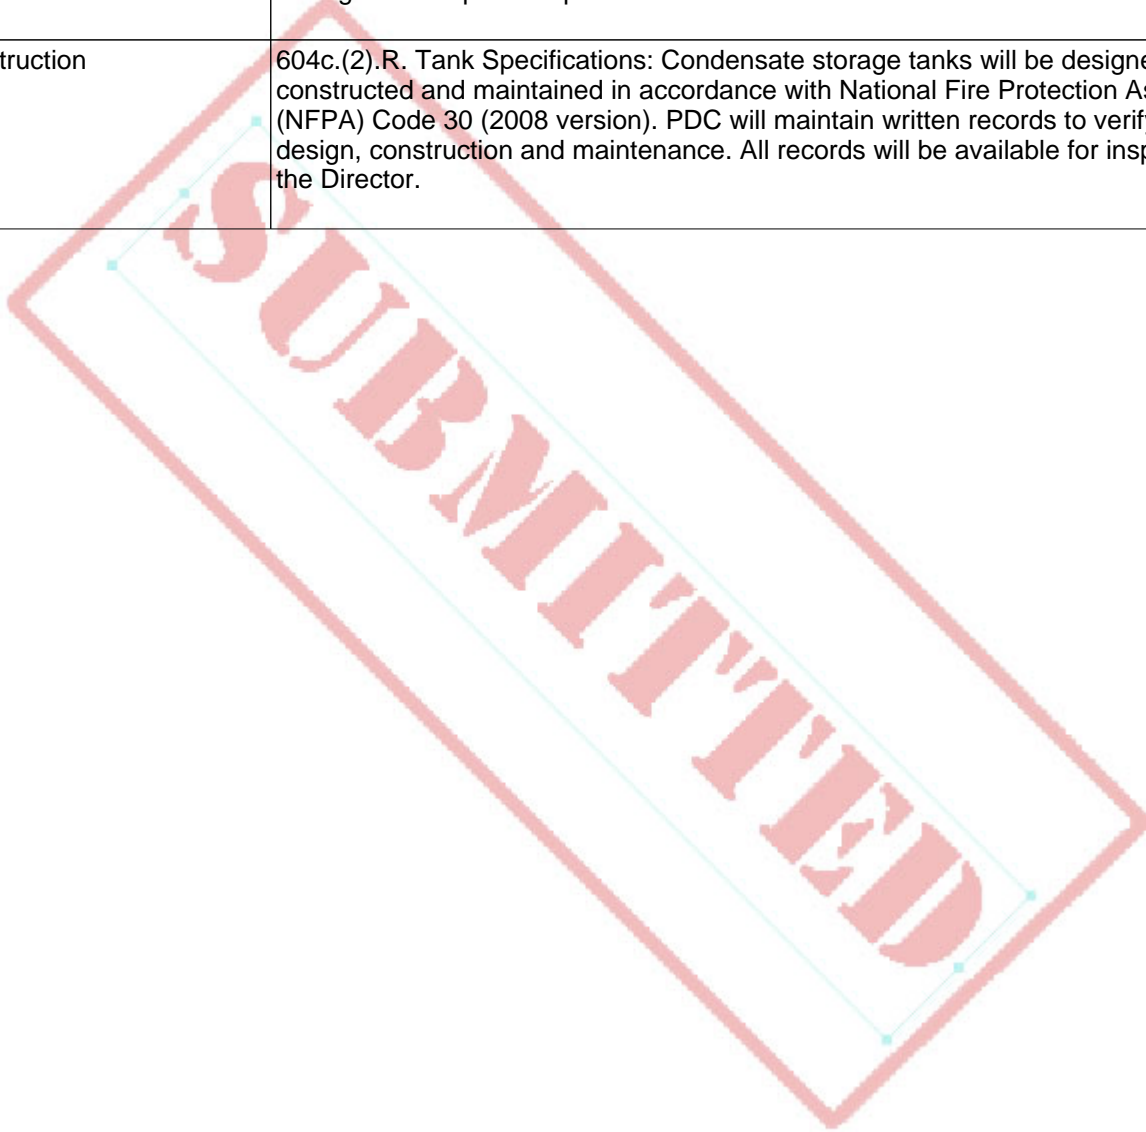 truction
604c.(2).R. Tank Specifications: Condensate storage tanks will be designe
constructed and maintained in accordance with National Fire Protection As
(NFPA) Code 30 (2008 version). PDC will maintain written records to verify
design, construction and maintenance. All records will be available for insp
the Director.
SUBMITTED